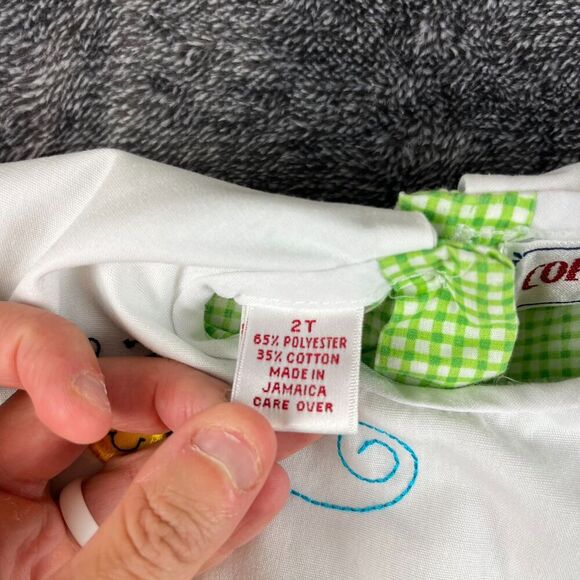 2T
65% POLYESTER
35% COTTON
MADE IN
JAMAICA
CARE OVER